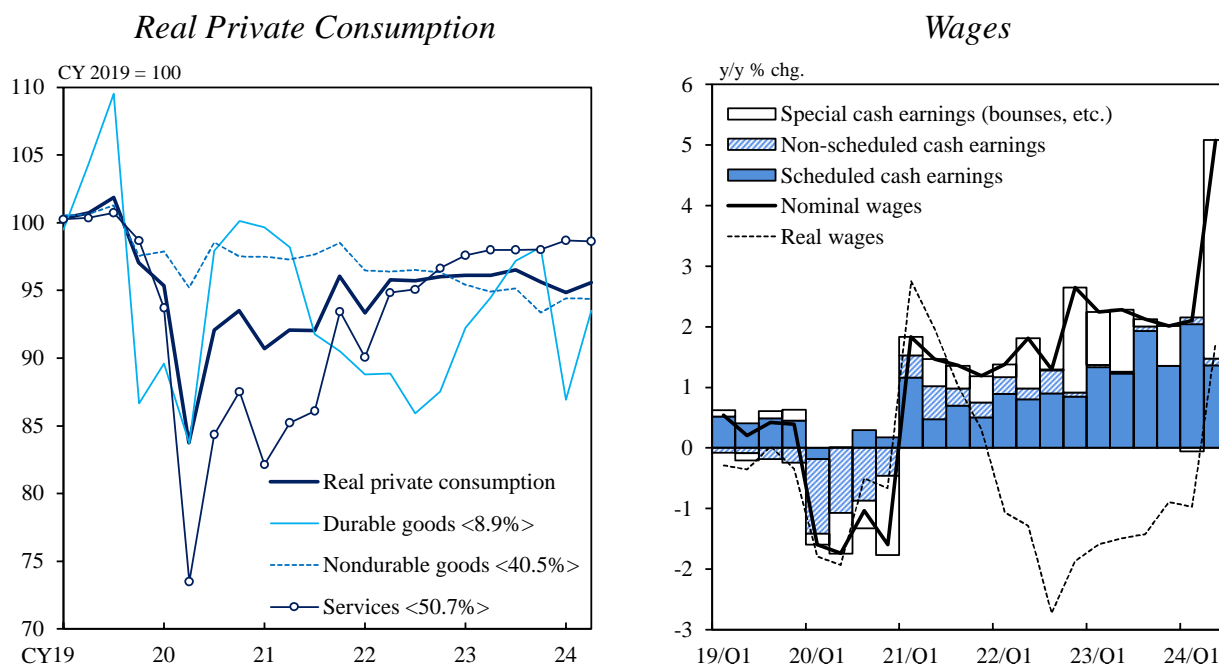 Real Private Consumption
CY 2019 = 100
110
105
100
95
90
85
80
75
70
Real private consumption
Durable goods <8.9%>
Nondurable goods <40.5%>
Services <50.7%>
CY19 20 21 22 23 24
Wages
y/y % chg.
6
5
4
3
2
1
0
-1
-2
-3
Special cash earnings (bounses, etc.)
Non-scheduled cash earnings
Scheduled cash earnings
Nominal wages
Real wages
19/Q1 20/Q1 21/Q1 22/Q1 23/Q1 24/Q1